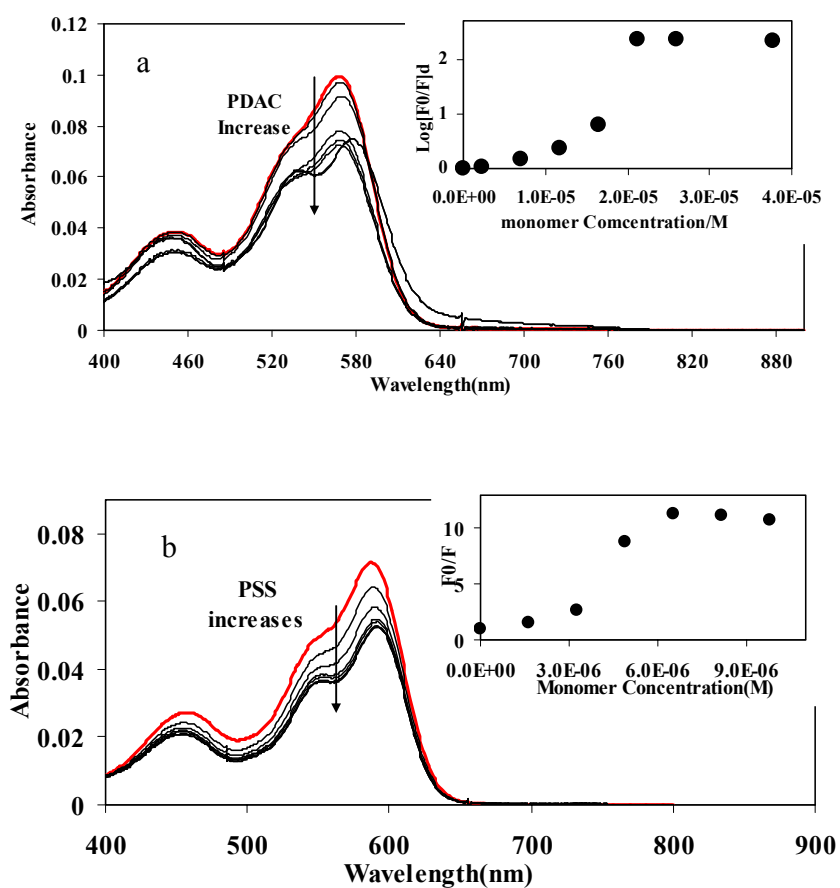 a
PDAC
Increase
Absorbance
0.12
0.1
0.08
0.06
0.04
0.02
0
400 460 520 580 640 700 760 820 880
Wavelength(nm)
Log[F0/F]d
2
1
0
0.0E+00 1.0E-05 2.0E-05 3.0E-05 4.0E-05
monomer Comcentration/M
b
PSS
increases
Absorbance
0.08
0.06
0.04
0.02
0
400 500 600 700 800 900
Wavelength(nm)
F0/F
10
5
0
0.0E+00 3.0E-06 6.0E-06 9.0E-06
Monomer Concentration(M)